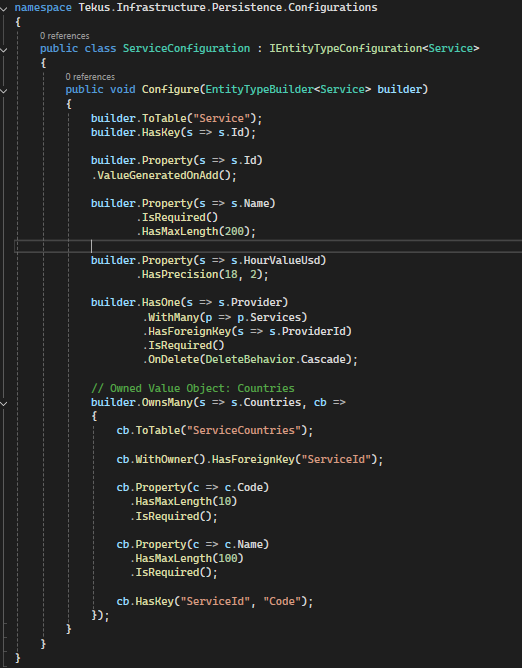 namespace Tekus.Infrastructure.Persistence.Configurations
{
0 references
public class ServiceConfiguration : IEntityTypeConfiguration<Service>
{
0 references
public void Configure(EntityTypeBuilder<Service> builder)
{
builder.ToTable("Service");
builder.HasKey(s => s.Id);
builder.Property(s => s.Id)
.ValueGeneratedOnAdd();
builder.Property(s => s.Name)
.IsRequired()
.HasMaxLength(200);
builder.Property(s => s.HourValueUsd)
.HasPrecision(18, 2);
builder.HasOne(s => s.Provider)
.WithMany(p => p.Services)
.HasForeignKey(s => s.ProviderId)
.IsRequired()
.OnDelete(DeleteBehavior.Cascade);
// Owned Value Object: Countries
builder.OwnsMany(s => s.Countries, cb =>
{
cb.ToTable("ServiceCountries");
cb.WithOwner().HasForeignKey("ServiceId");
cb.Property(c => c.Code)
.HasMaxLength(10)
.IsRequired();
cb.Property(c => c.Name)
.HasMaxLength(100)
.IsRequired();
cb.HasKey("ServiceId", "Code");
});
}
}
}